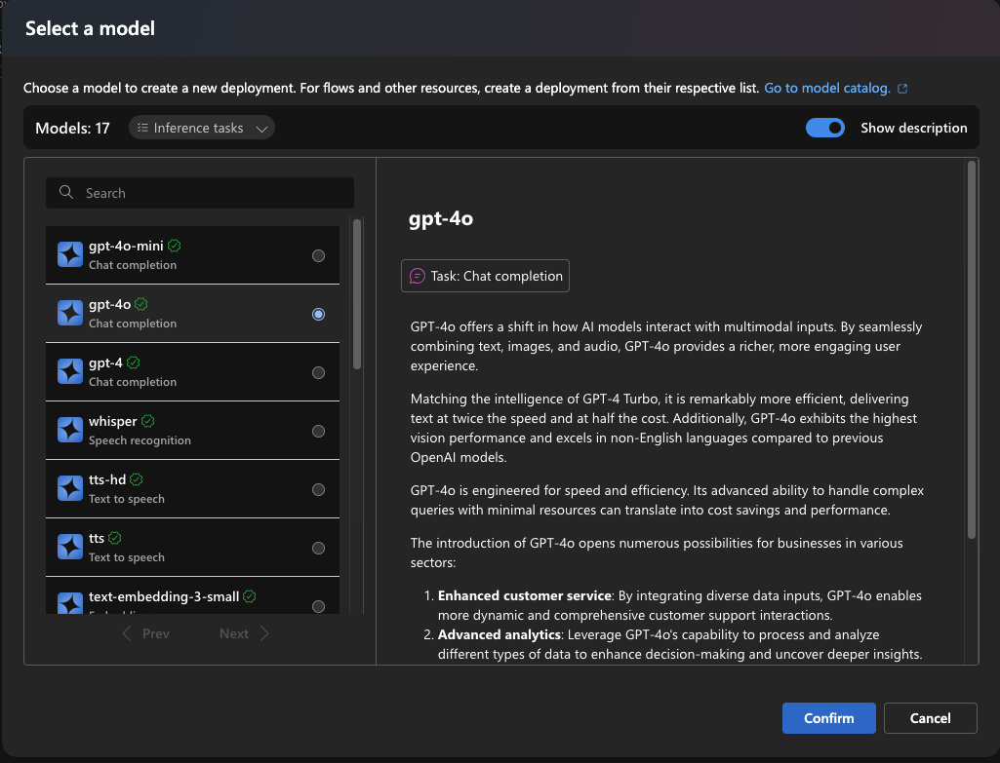 Select a model
Choose a model to create a new deployment. For flows and other resources, create a deployment from their respective list. Go to model catalog.
Models: 17
Inference tasks
Show description
Search
gpt-4o-mini
Chat completion
gpt-4o
Chat completion
gpt-4
Chat completion
whisper
Speech recognition
tts-hd
Text to speech
tts
Text to speech
text-embedding-3-small
Prev
Next
gpt-4o
Task: Chat completion
GPT-4o offers a shift in how AI models interact with multimodal inputs. By seamlessly
combining text, images, and audio, GPT-4o provides a richer, more engaging user
experience.
Matching the intelligence of GPT-4 Turbo, it is remarkably more efficient, delivering
text at twice the speed and at half the cost. Additionally, GPT-4o exhibits the highest
vision performance and excels in non-English languages compared to previous
OpenAI models.
GPT-4o is engineered for speed and efficiency. Its advanced ability to handle complex
queries with minimal resources can translate into cost savings and performance.
The introduction of GPT-4o opens numerous possibilities for businesses in various
sectors:
1. Enhanced customer service: By integrating diverse data inputs, GPT-4o enables
more dynamic and comprehensive customer support interactions.
2. Advanced analytics: Leverage GPT-4o's capability to process and analyze
different types of data to enhance decision-making and uncover deeper insights.
Confirm
Cancel